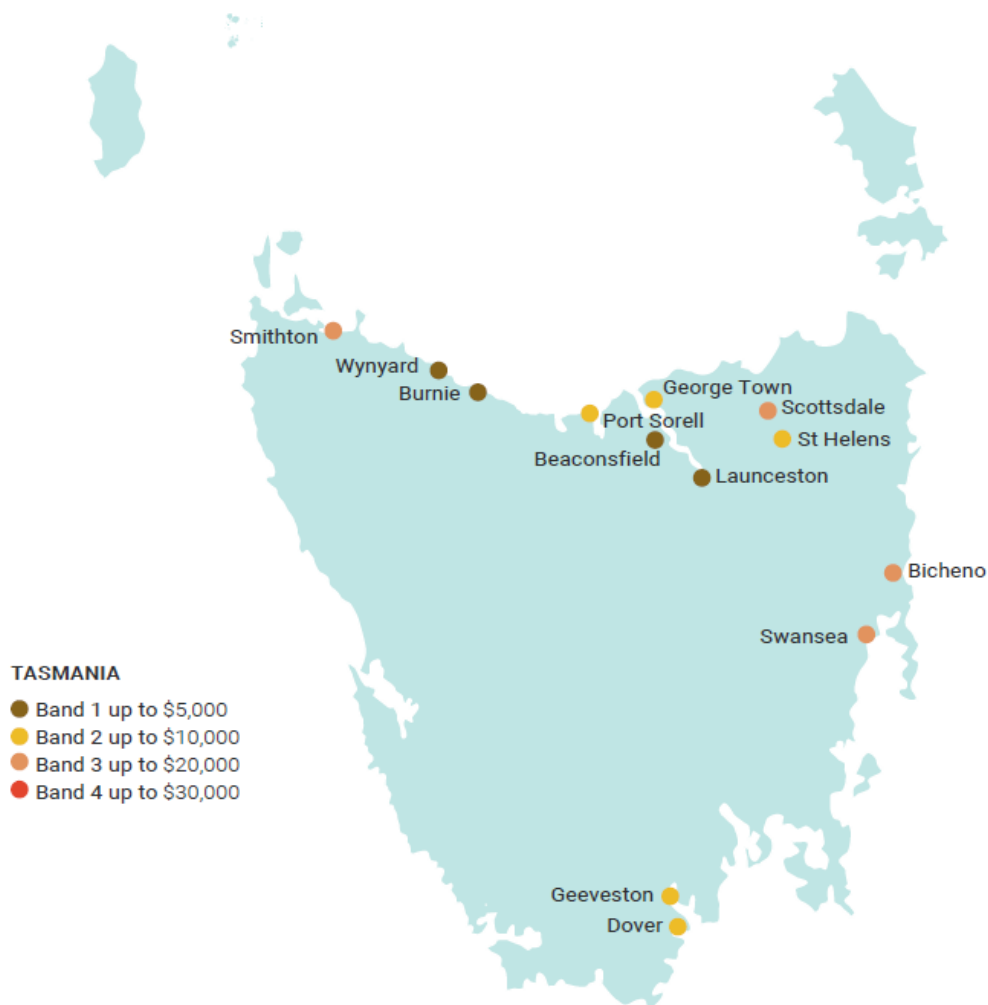 Smithton
Wynyard
Burnie
George Town
Scottsdale
Port Sorell
St Helens
Beaconsfield
Launceston
Bicheno
Swansea
TASMANIA
Band 1 up to $5,000
Band 2 up to $10,000
Band 3 up to $20,000
Band 4 up to $30,000
Geeveston
Dover